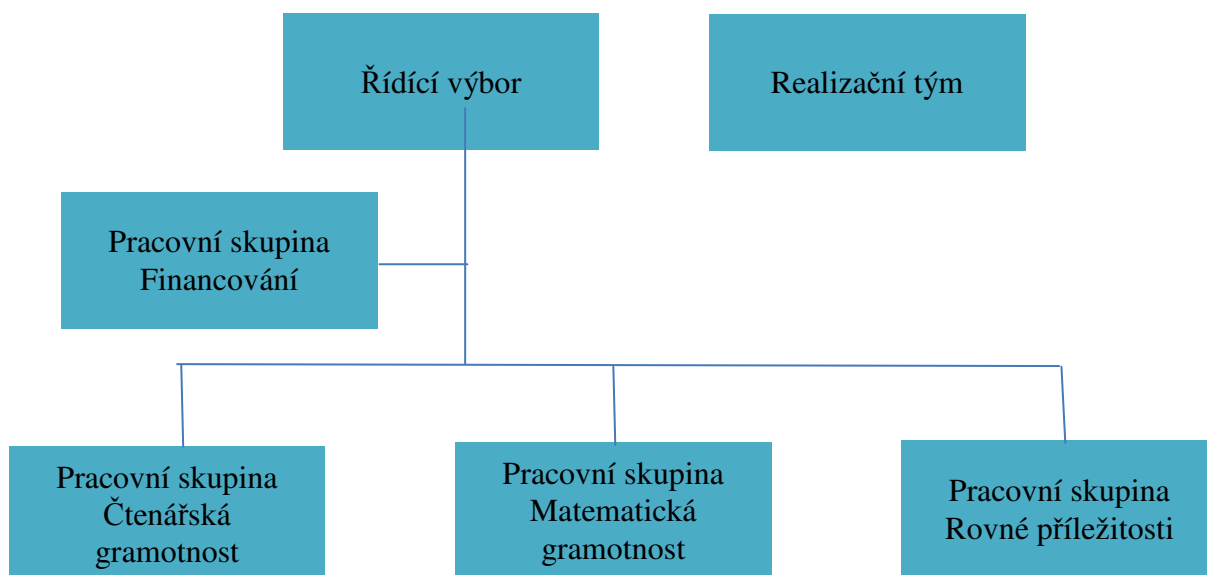 Řídící výbor
Realizační tým
Pracovní skupina
Financování
Pracovní skupina
Čtenářská
gramotnost
Pracovní skupina
Matematická
gramotnost
Pracovní skupina
Rovné příležitosti